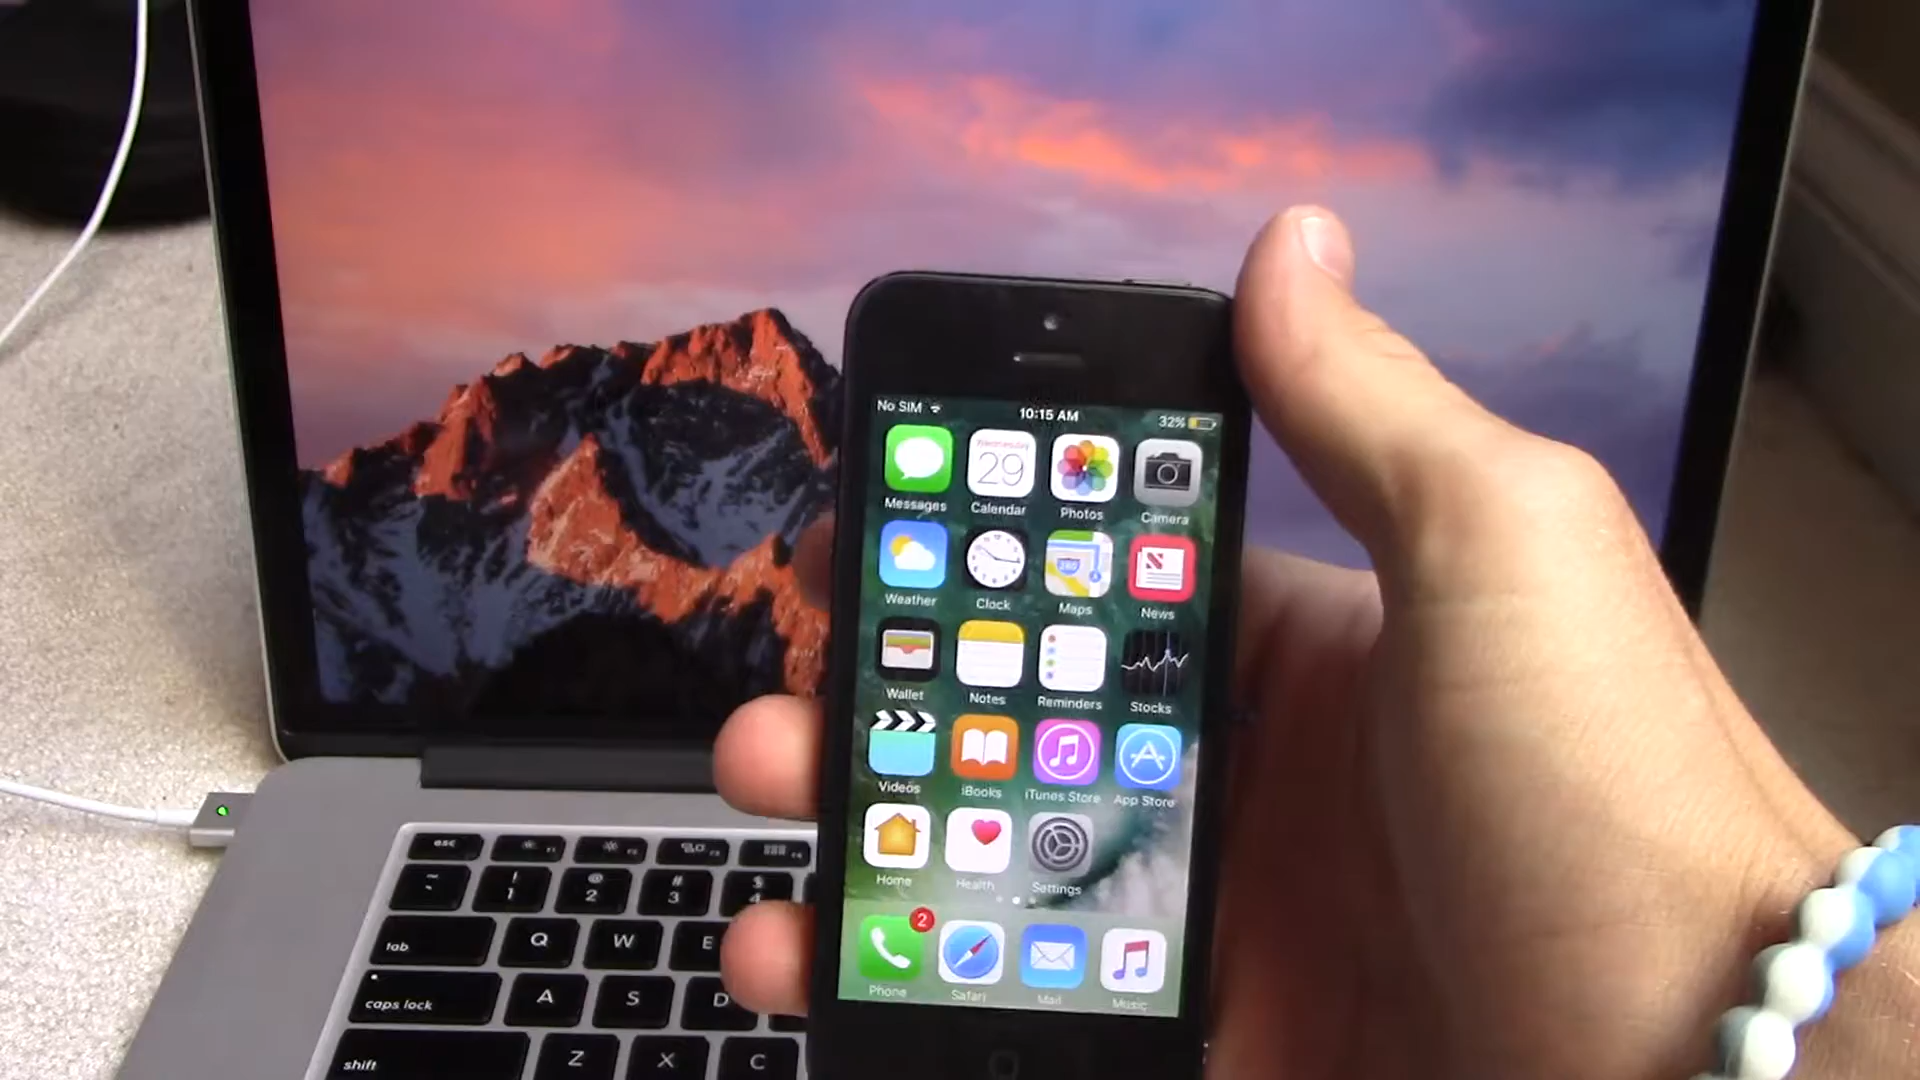 No SIM 10:15 AM 32%
Wednesday
29
Messages Calendar Photos Camera
280
Weather Clock Maps News
Wallet Notes Reminders Stocks
Videos iBooks iTunes Store App Store
Home Health Settings
2
Phone Safari Mail Music
esc
! @ # $
1 2 3 4
tab Q W E
caps lock A S D
shift Z X C